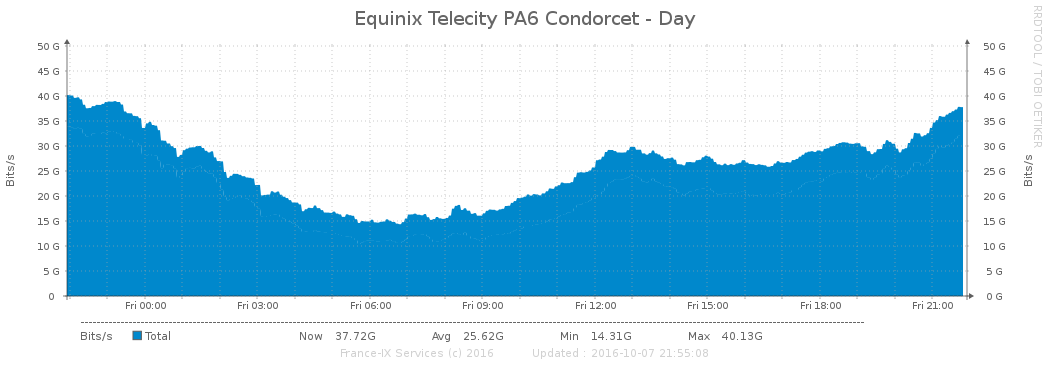 Equinix Telecity PA6 Condorcet - Day
RRDTOOL / TOBI OETIKER
Bits/s
50 G
45 G
40 G
35 G
30 G
25 G
20 G
15 G
10 G
5 G
0
50 G
45 G
40 G
35 G
30 G
25 G
20 G
15 G
10 G
5 G
0 G
Bits/s
Fri 00:00 Fri 03:00 Fri 06:00 Fri 09:00 Fri 12:00 Fri 15:00 Fri 18:00 Fri 21:00
Bits/s Total Now 37.72G Avg 25.62G Min 14.31G Max 40.13G
France-IX Services (c) 2016 Updated : 2016-10-07 21:55:08